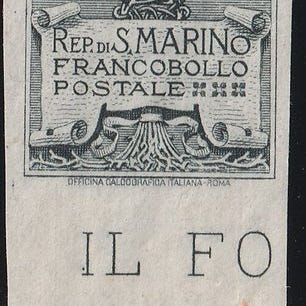 REP. DI S. MARINO
FRANCOBOLLO
POSTALE
OFFICINA CALCOGRAFICA ITALIANA-ROMA
IL FO